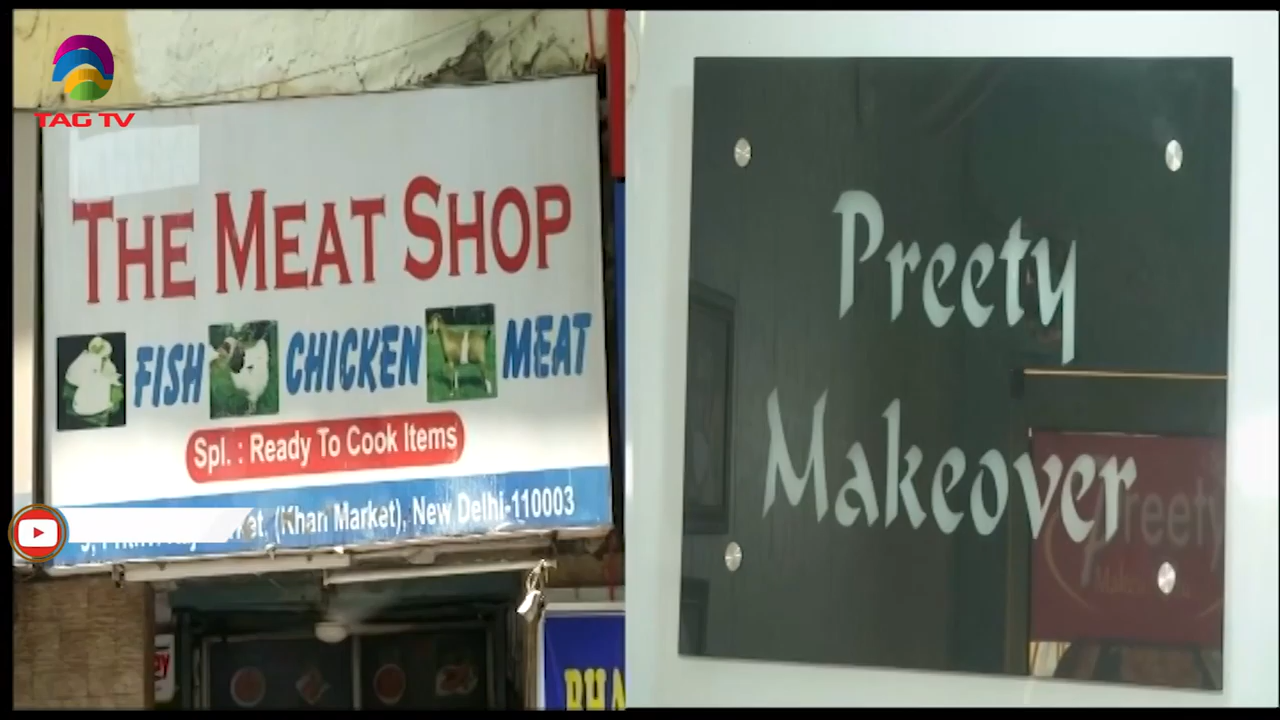 TAG TV
THE MEAT SHOP
FISH CHICKEN MEAT
Spl. : Ready To Cook Items
(Khan Market), New Delhi-110003
Preety
Makeover
Preety